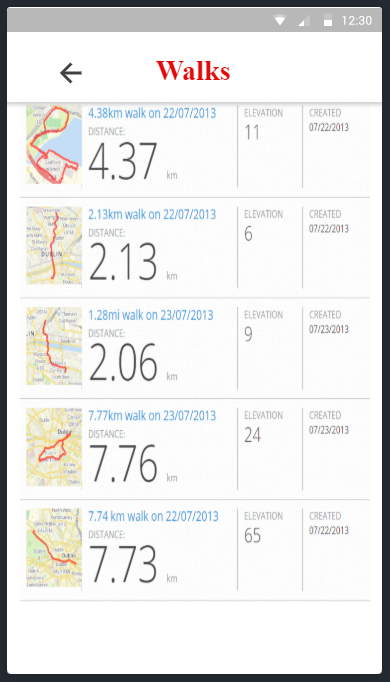 12:30
Walks
4.38km walk on 22/07/2013
DISTANCE:
4.37 km
ELEVATION
11
CREATED
07/22/2013
2.13km walk on 22/07/2013
DISTANCE:
2.13 km
ELEVATION
6
CREATED
07/22/2013
DUBLIN
1.28mi walk on 23/07/2013
DISTANCE:
2.06 km
ELEVATION
9
CREATED
07/23/2013
7.77km walk on 23/07/2013
DISTANCE:
7.76 km
ELEVATION
24
CREATED
07/23/2013
Dublin
7.74 km walk on 22/07/2013
DISTANCE:
7.73 km
ELEVATION
65
CREATED
07/22/2013
Dublin